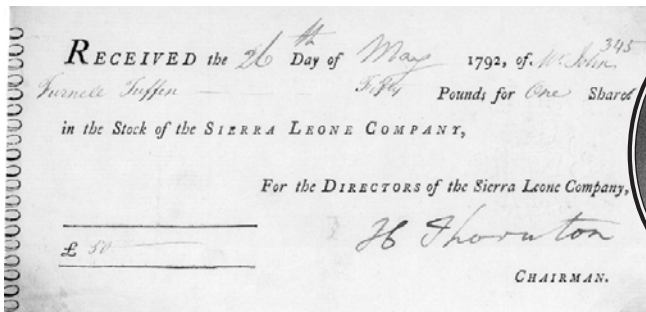 345
RECEIVED the 26th Day of May 1792, of Mr. John
Furnell Tuffen Fifty Pounds for One Share
in the Stock of the SIERRA LEONE COMPANY,
For the DIRECTORS of the Sierra Leone Company,
H Thornton
£ 50
CHAIRMAN.